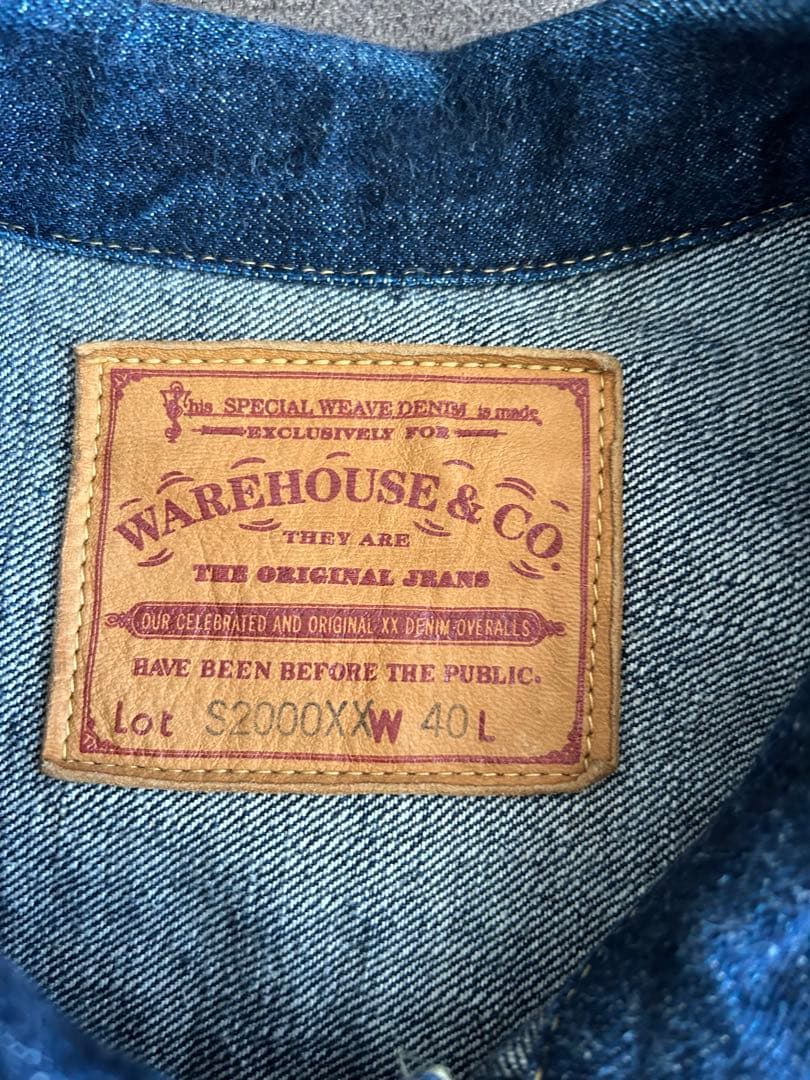 This SPECIAL WEAVE DENIM is made
EXCLUSIVELY FOR
WAREHOUSE & CO.
THEY ARE
THE ORIGINAL JEANS
OUR CELEBRATED AND ORIGINAL XX DENIM OVERALLS
HAVE BEEN BEFORE THE PUBLIC.
Lot S2000XX W 40 L